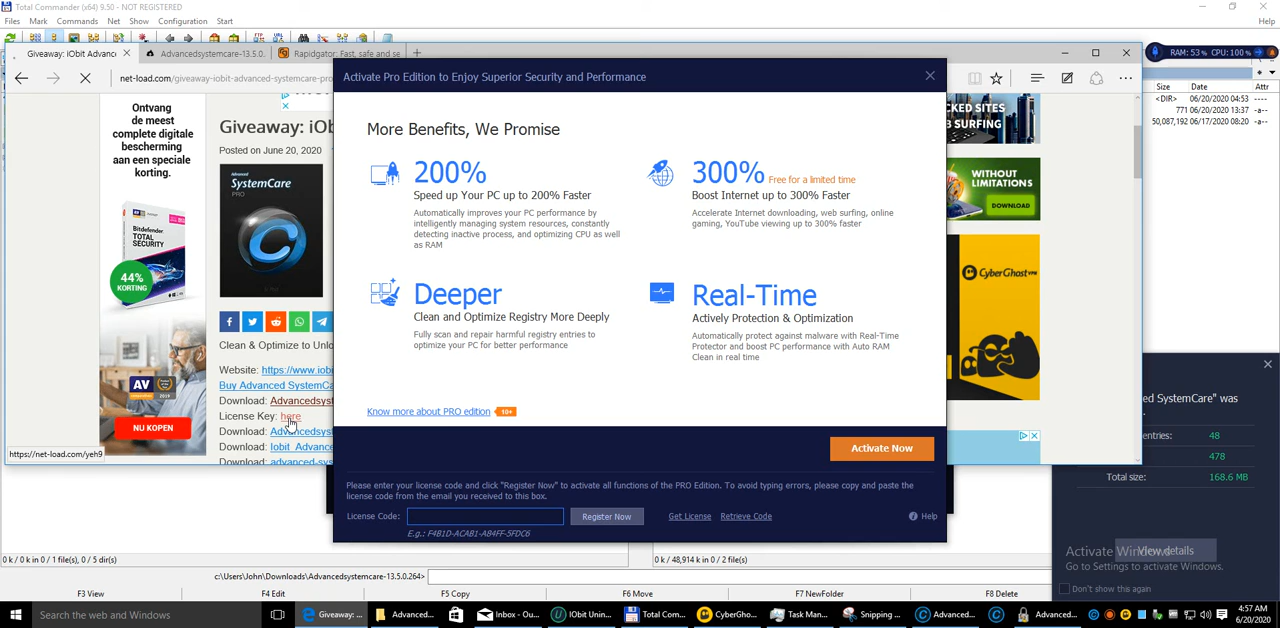 Total Commander (x64) 9.50 - NOT REGISTERED
Files Mark Commands Net Show Configuration Start
Help
Giveaway: iObit Advanc
Advancedsystemcare-13.5.0.
Rapidgator: Fast, safe and se
RAM: 53% CPU: 100%
net-load.com/giveaway-iobit-advanced-systemcare-pro
Size Date Attr
<DIR> 06/20/2020 04:53 ----
771 06/20/2020 13:37 -a--
50,087,192 06/17/2020 08:20 -a--
Ontvang
de meest
complete digitale
bescherming
aan een speciale
korting.
Bitdefender
TOTAL
SECURITY
44%
KORTING
AV
NU KOPEN
https://net-load.com/yeh9
Giveaway: iOb
Posted on June 20, 2020
Advanced
SystemCare
PRO
Clean & Optimize to Unlo
Website: https://www.iobi
Buy Advanced SystemCa
Download: Advancedsyst
License Key: here
Download: Advancedsyst
Download: Iobit_Advance
Download: advanced-sys
Activate Pro Edition to Enjoy Superior Security and Performance
More Benefits, We Promise
200%
Speed up Your PC up to 200% Faster
Automatically improves your PC performance by
intelligently managing system resources, constantly
detecting inactive process, and optimizing CPU as well
as RAM
300% Free for a limited time
Boost Internet up to 300% Faster
Accelerate Internet downloading, web surfing, online
gaming, YouTube viewing up to 300% faster
Deeper
Clean and Optimize Registry More Deeply
Fully scan and repair harmful registry entries to
optimize your PC for better performance
Real-Time
Actively Protection & Optimization
Automatically protect against malware with Real-Time
Protector and boost PC performance with Auto RAM
Clean in real time
Know more about PRO edition 10+
Activate Now
Please enter your license code and click "Register Now" to activate all functions of the PRO Edition. To avoid typing errors, please copy and paste the
license code from the email you received to this box.
License Code:
Register Now
Get License
Retrieve Code
Help
E.g.: F4B1D-ACAB1-A84FF-5FDC6
CKED SITES
B SURFING
WITHOUT
LIMITATIONS
DOWNLOAD
CYBERGHOST VPN
ed SystemCare" was
entries: 48
478
Total size: 168.6 MB
View details
Activate Windows
Go to Settings to activate Windows.
Don't show this again
0 k / 0 k in 0 / 1 file(s), 0 / 5 dir(s)
0 k / 48,914 k in 0 / 2 file(s)
c:\Users\John\Downloads\Advancedsystemcare-13.5.0.264>
F3 View F4 Edit F5 Copy F6 Move F7 NewFolder F8 Delete
Search the web and Windows
Giveaway: ...
Advanced...
Inbox - Ou...
IObit Unin...
Total Com...
CyberGho...
Task Man...
Snipping ...
Advanced...
Advanced...
4:57 AM
6/20/2020